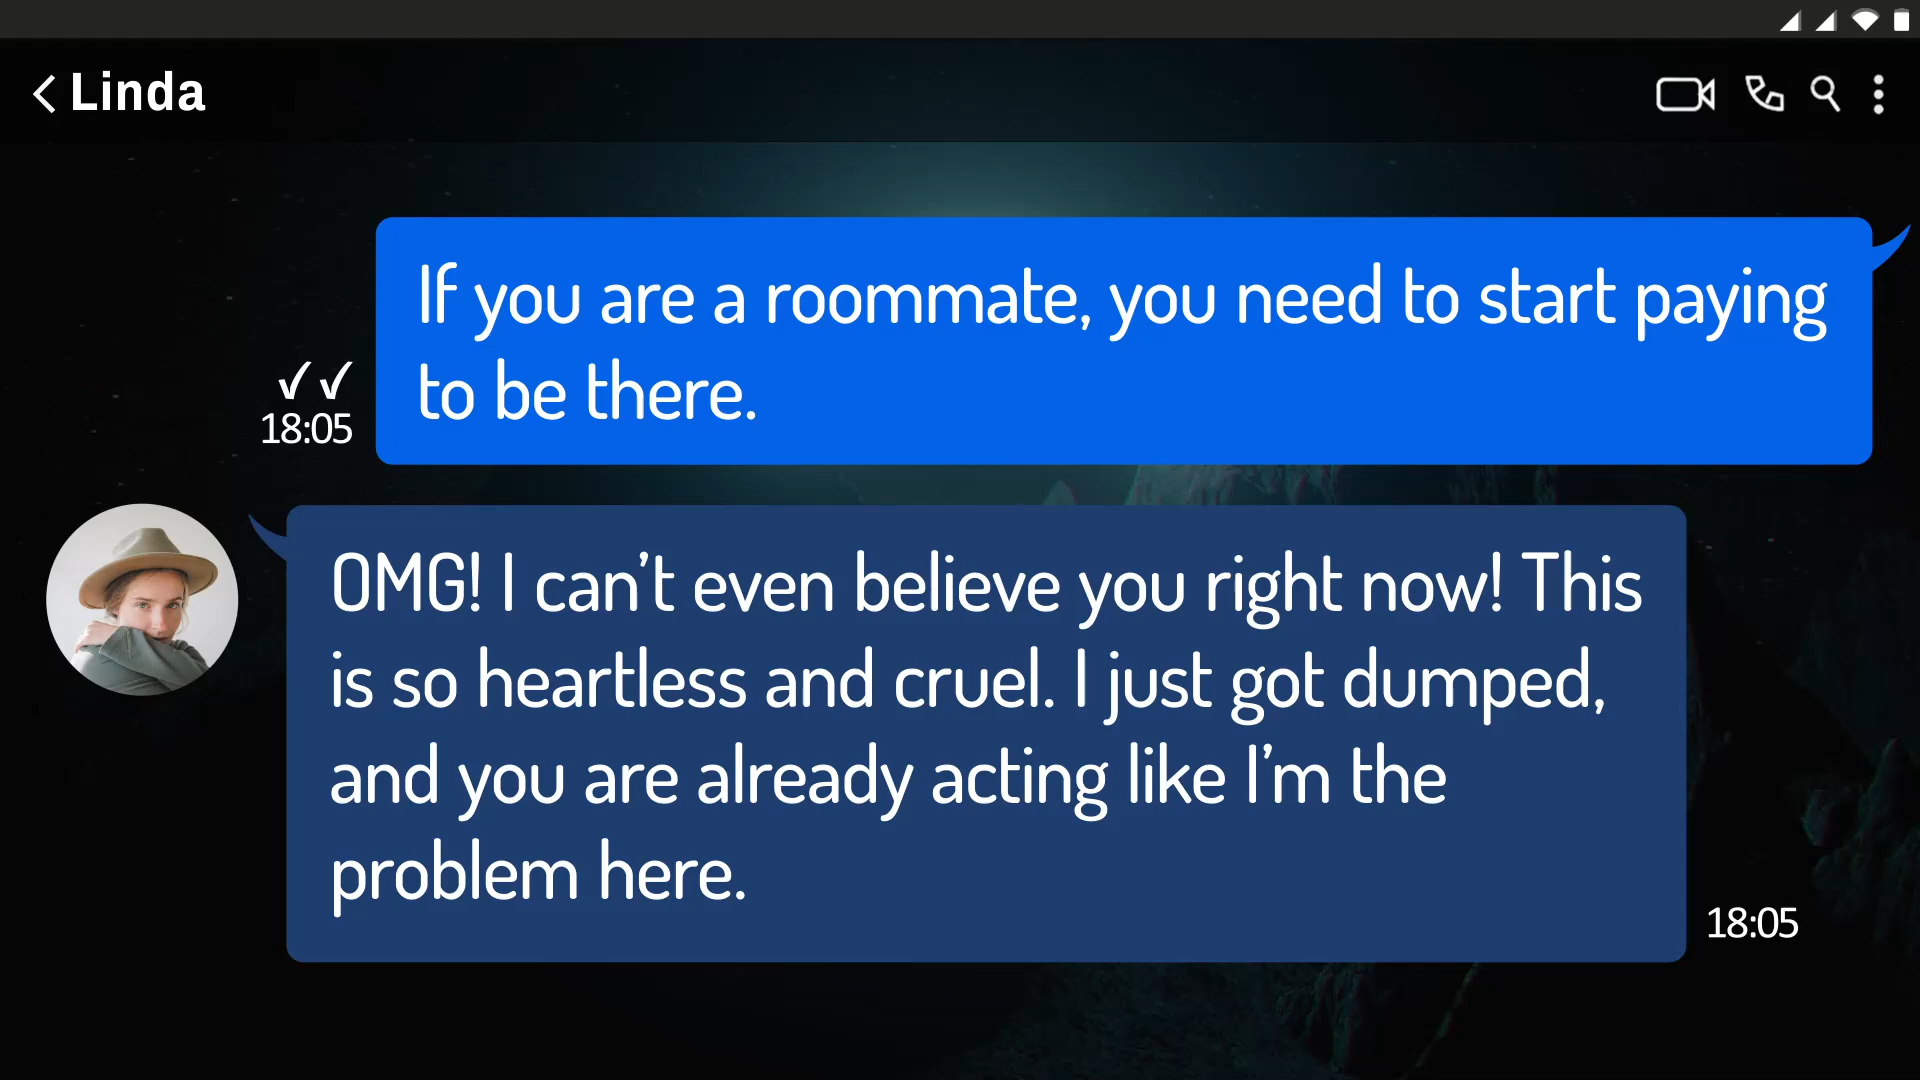 Linda
If you are a roommate, you need to start paying
to be there.
✓✓
18:05
OMG! I can’t even believe you right now! This
is so heartless and cruel. I just got dumped,
and you are already acting like I’m the
problem here.
18:05